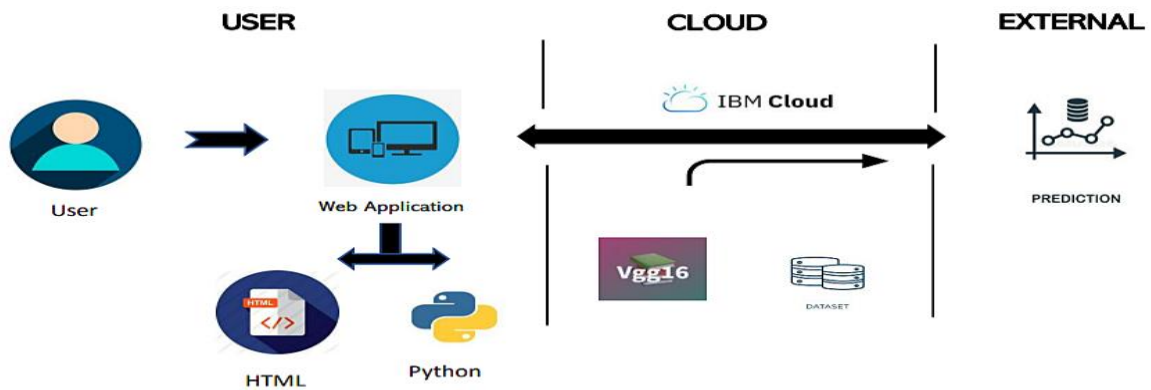 USER
CLOUD
EXTERNAL
IBM Cloud
User
Web Application
PREDICTION
Vgg16
DATASET
HTML
</>
HTML
Python